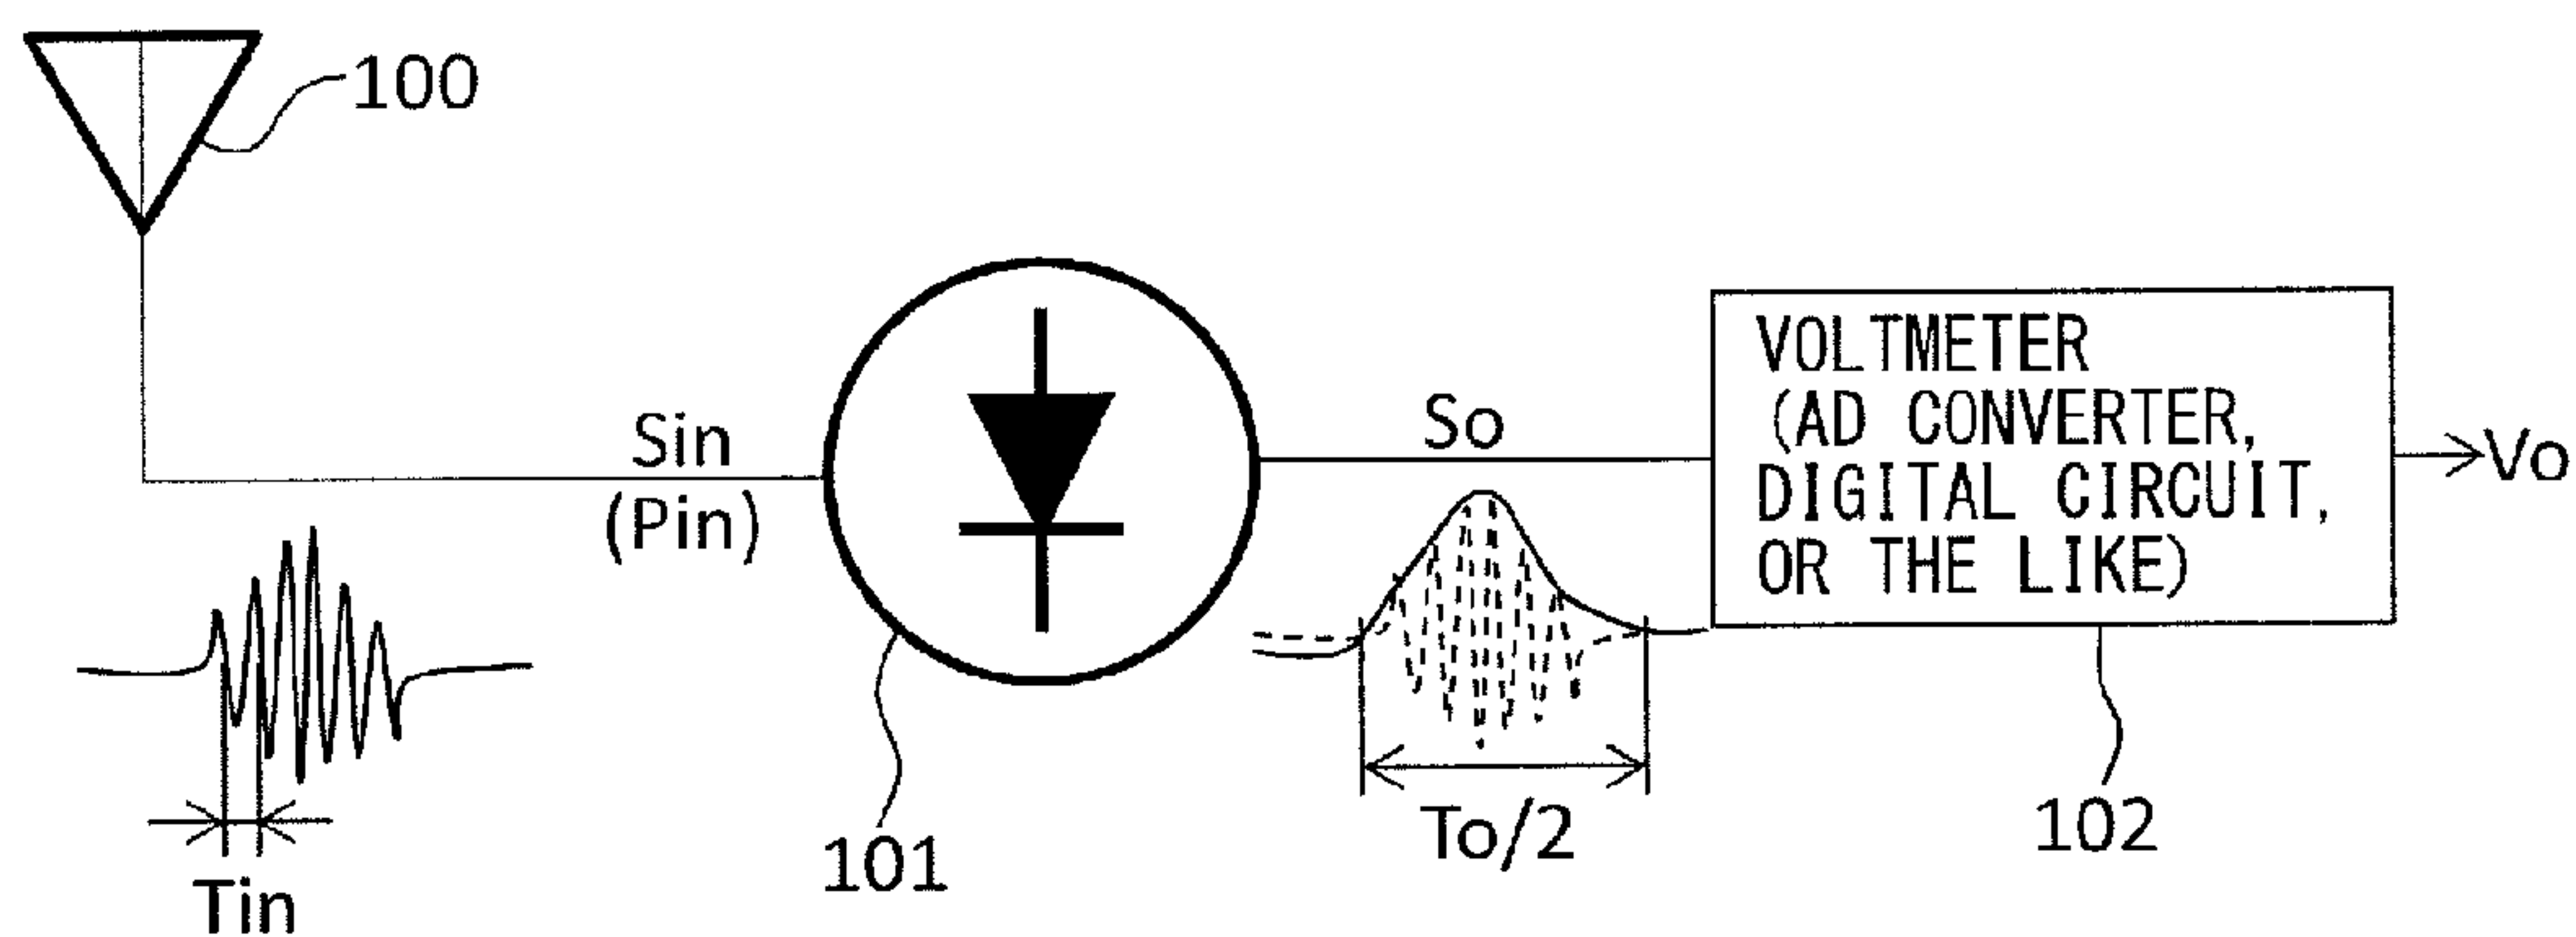 100
Sin
(Pin)
So
VOLTMETER
(AD CONVERTER,
DIGITAL CIRCUIT,
OR THE LIKE)
Vo
Tin
101
To/2
102